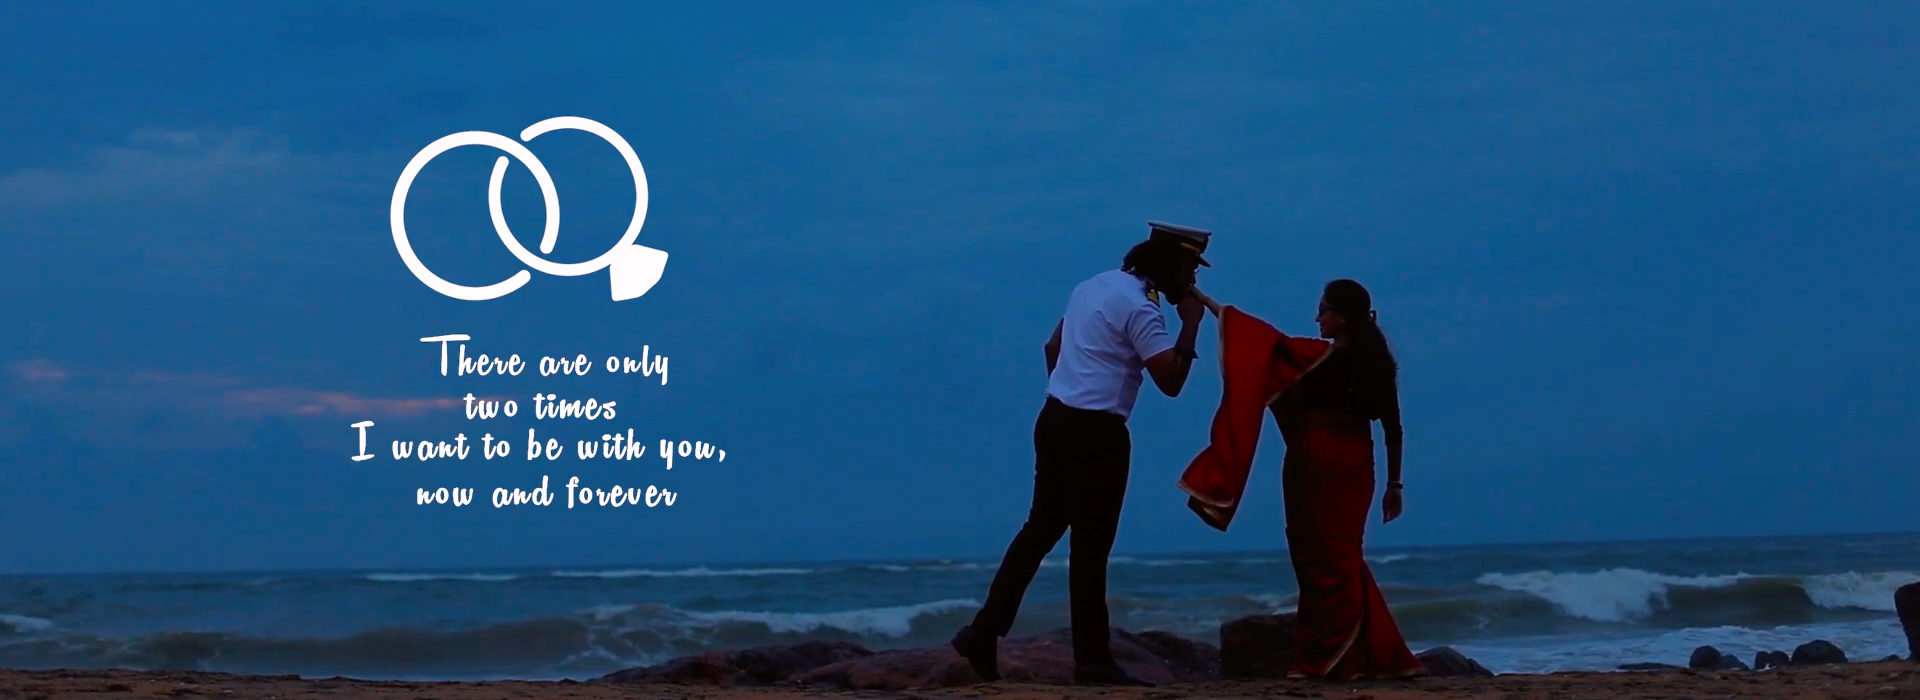 There are only
two times
I want to be with you,
now and forever